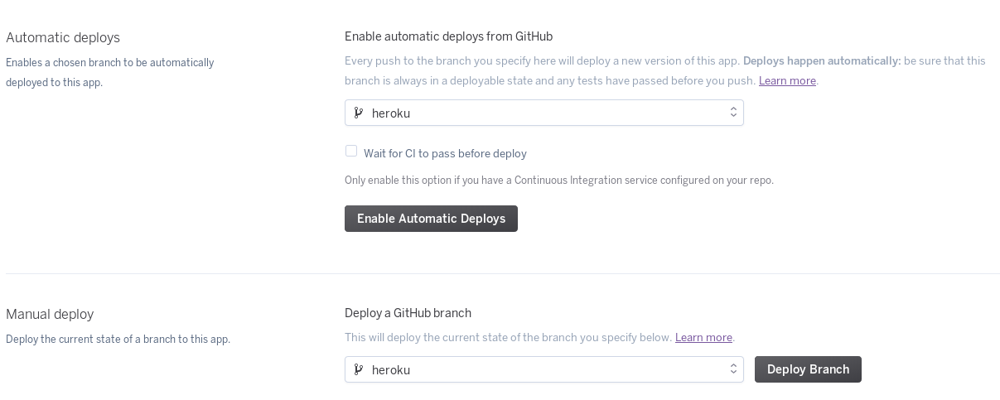 Automatic deploys
Enables a chosen branch to be automatically
deployed to this app.
Enable automatic deploys from GitHub
Every push to the branch you specify here will deploy a new version of this app. Deploys happen automatically: be sure that this
branch is always in a deployable state and any tests have passed before you push. Learn more.
heroku
Wait for CI to pass before deploy
Only enable this option if you have a Continuous Integration service configured on your repo.
Enable Automatic Deploys
Manual deploy
Deploy the current state of a branch to this app.
Deploy a GitHub branch
This will deploy the current state of the branch you specify below. Learn more.
heroku
Deploy Branch